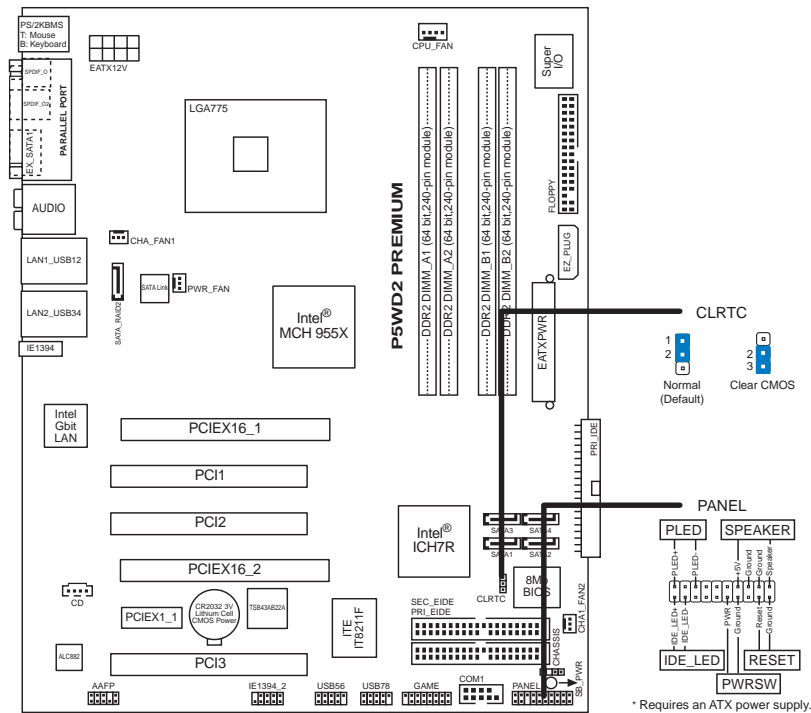 PS/2KBMS
T: Mouse
B: Keyboard
SPDIF_O
SPDIF_O2
EX_SATA1
PARALLEL PORT
EATX12V
LGA775
CPU_FAN
Super
I/O
FLOPPY
AUDIO
LAN1_USB12
LAN2_USB34
IE1394
CHA_FAN1
SATA_RAID2
SATA Link
PWR_FAN
Intel®
MCH 955X
P5WD2 PREMIUM
DDR2 DIMM_A1 (64 bit,240-pin module)
DDR2 DIMM_A2 (64 bit,240-pin module)
DDR2 DIMM_B1 (64 bit,240-pin module)
DDR2 DIMM_B2 (64 bit,240-pin module)
EZ_PLUG
EATXPWR
CLRTC
1
2
2
3
Normal
(Default)
Clear CMOS
Intel
Gbit
LAN
PCIEX16_1
PCI1
PCI2
PCIEX16_2
PCIEX1_1
PCI3
CD
ALC882
CR2032 3V
Lithium Cell
CMOS Power
TSB43AB22A
ITE
IT8211F
Intel®
ICH7R
SATA3
SATA4
SATA1
SATA2
PRI_IDE
CLRTC
8Mb
BIOS
CHA1_FAN2
SEC_EIDE
PRI_EIDE
CHASSIS
SB_PWR
AAFP
IE1394_2
USB56
USB78
GAME
COM1
PANEL
PANEL
PLED
SPEAKER
PLED+
PLED-
+5V
Ground
Ground
Speaker
IDE_LED+
IDE_LED-
PWR
Ground
Reset
Ground
IDE_LED
RESET
PWRSW
* Requires an ATX power supply.